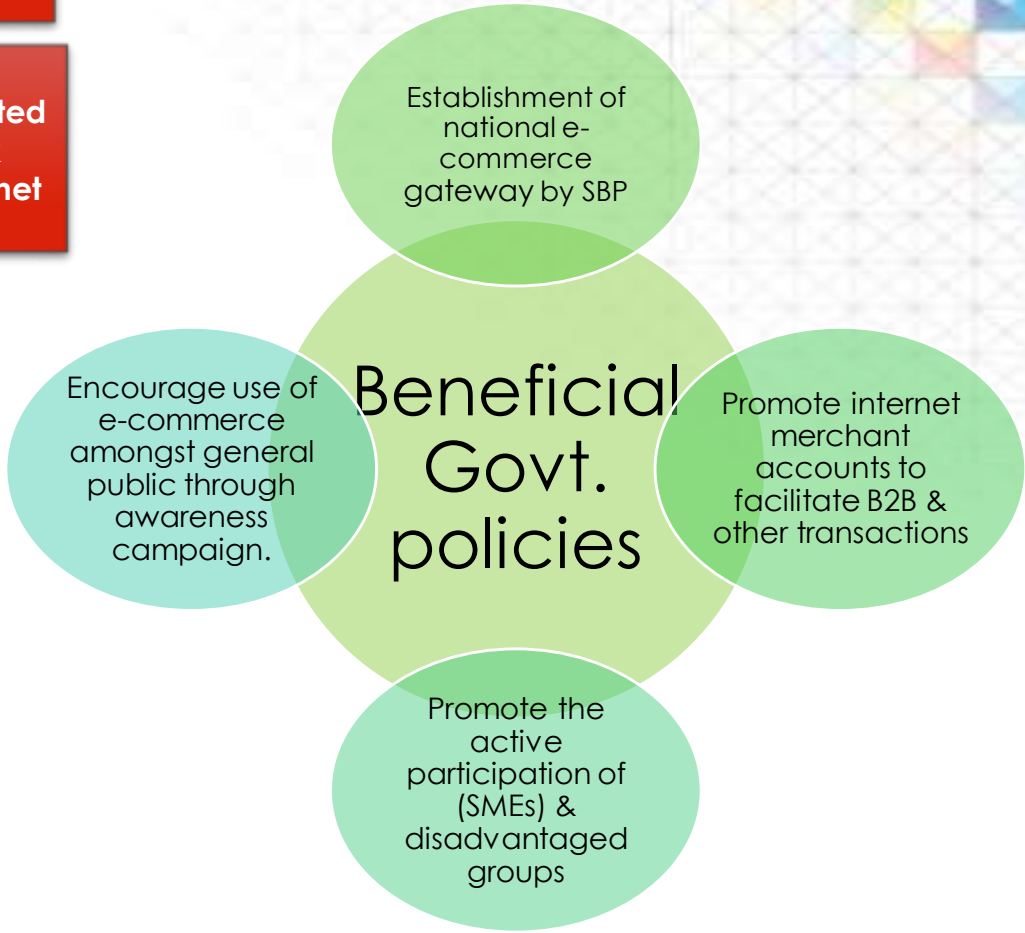 Establishment of
national e-
commerce
gateway by SBP
Encourage use of
e-commerce
amongst general
public through
awareness
campaign.
Beneficial
Govt.
policies
Promote internet
merchant
accounts to
facilitate B2B &
other transactions
Promote the
active
participation of
(SMEs) &
disadvantaged
groups